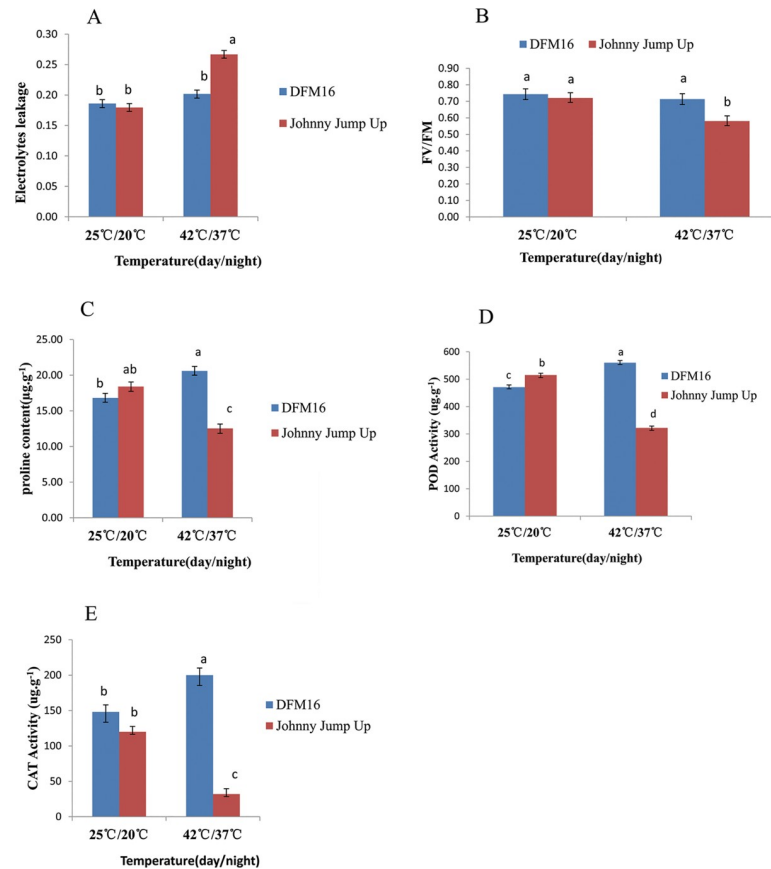 A
Electrolytes leakage
0.30
0.25
0.20
0.15
0.10
0.05
0.00
b
b
b
a
25℃/20℃
42℃/37℃
Temperature(day/night)
DFM16
Johnny Jump Up
B
DFM16
Johnny Jump Up
FV/FM
0.90
0.80
0.70
0.60
0.50
0.40
0.30
0.20
0.10
0.00
a
a
a
b
25℃/20℃
42℃/37℃
Temperature(day/night)
C
proline content(µg.g⁻¹)
25.00
20.00
15.00
10.00
5.00
0.00
b
ab
a
c
25℃/20℃
42℃/37℃
Temperature(day/night)
DFM16
Johnny Jump Up
D
POD Activity (ug.g⁻¹)
600
500
400
300
200
100
0
c
b
a
d
25℃/20℃
42℃/37℃
Temperature(day/night)
DFM16
Johnny Jump Up
E
CAT Activity (ug.g⁻¹)
250
200
150
100
50
0
b
b
a
c
25℃/20℃
42℃/37℃
Temperature(day/night)
DFM16
Johnny Jump Up